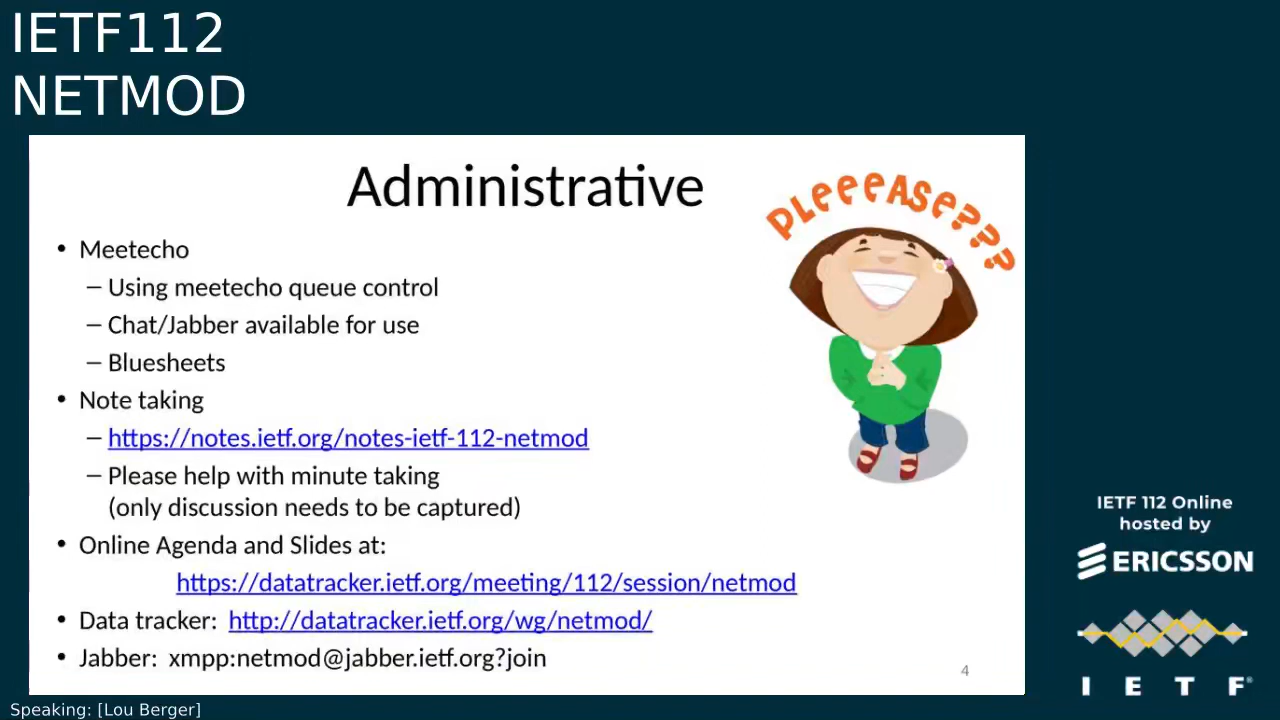 IETF112
NETMOD
Administrative
PLEEEASE???
• Meetecho
– Using meetecho queue control
– Chat/Jabber available for use
– Bluesheets
• Note taking
– https://notes.ietf.org/notes-ietf-112-netmod
– Please help with minute taking
(only discussion needs to be captured)
• Online Agenda and Slides at:
https://datatracker.ietf.org/meeting/112/session/netmod
• Data tracker: http://datatracker.ietf.org/wg/netmod/
• Jabber: xmpp:netmod@jabber.ietf.org?join
4
IETF 112 Online
hosted by
ERICSSON
I E T F®
Speaking: [Lou Berger]